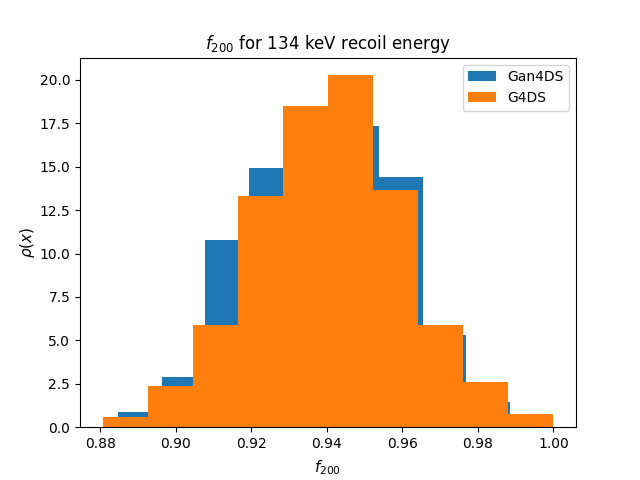 f₂₀₀ for 134 keV recoil energy
Gan4DS
G4DS
ρ(x)
20.0
17.5
15.0
12.5
10.0
7.5
5.0
2.5
0.0
0.88 0.90 0.92 0.94 0.96 0.98 1.00
f₂₀₀